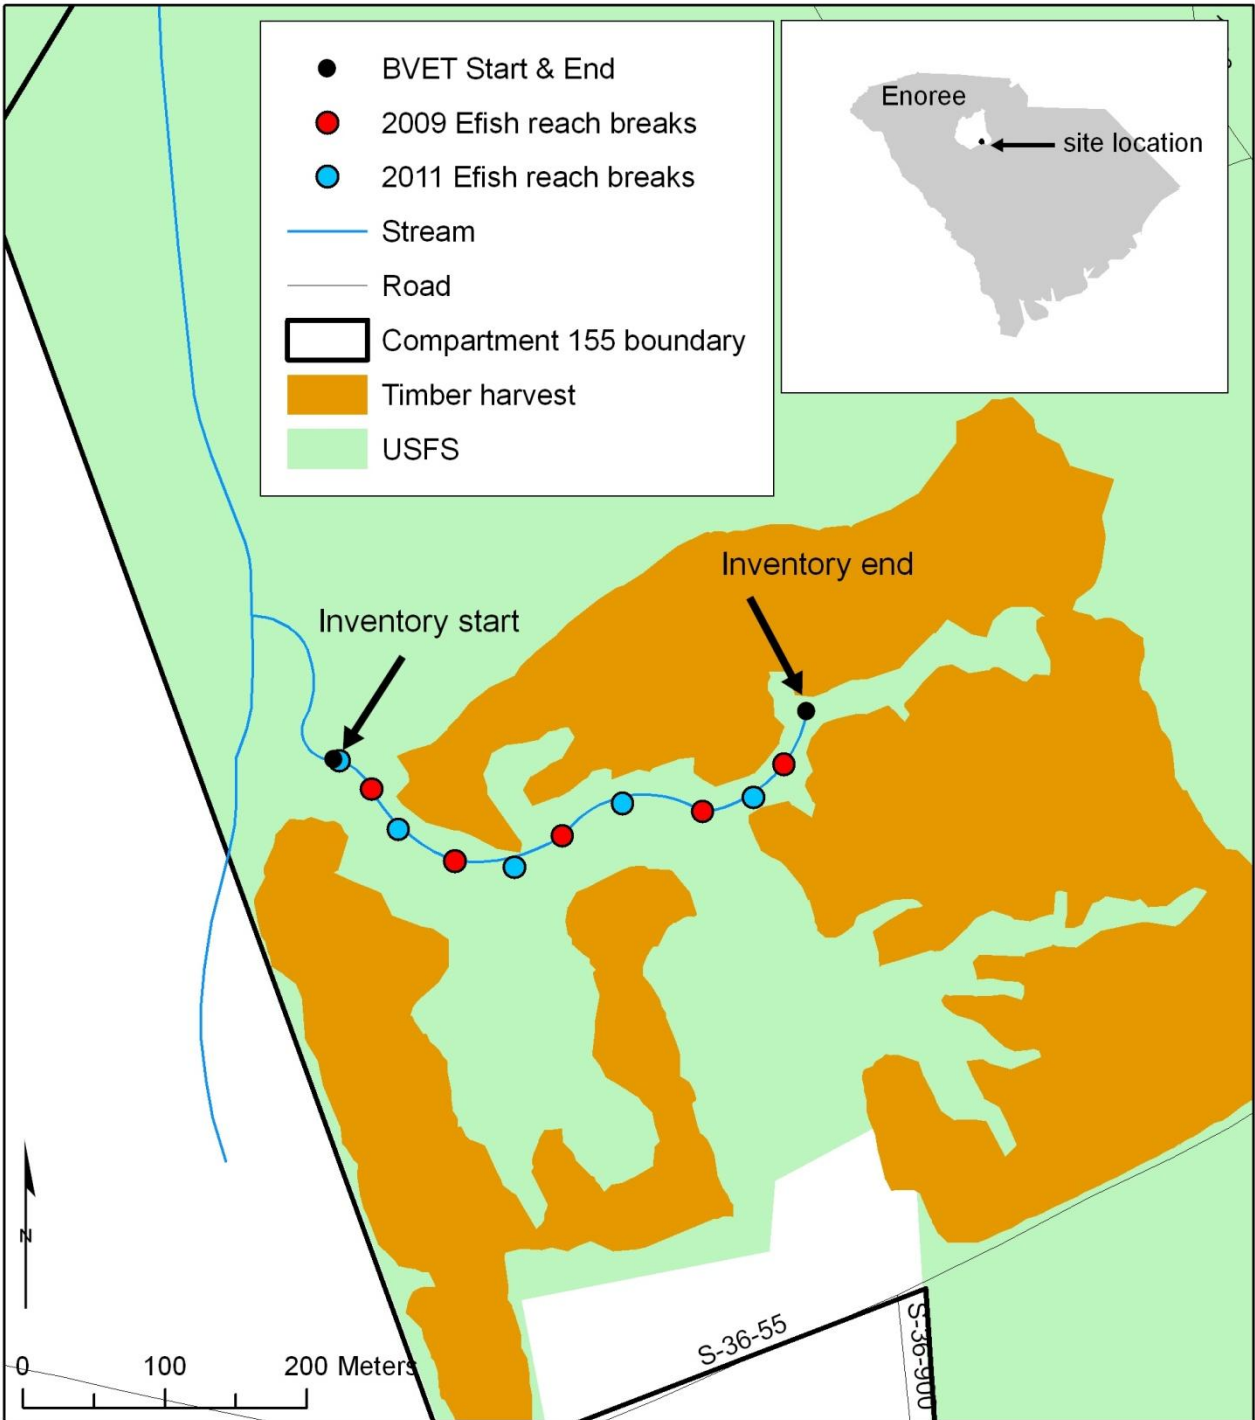 BVET Start & End
2009 Efish reach breaks
2011 Efish reach breaks
Stream
Road
Compartment 155 boundary
Timber harvest
USFS
Enoree
site location
Inventory end
Inventory start
N
0 100 200 Meters
S-36-55
S-36-900